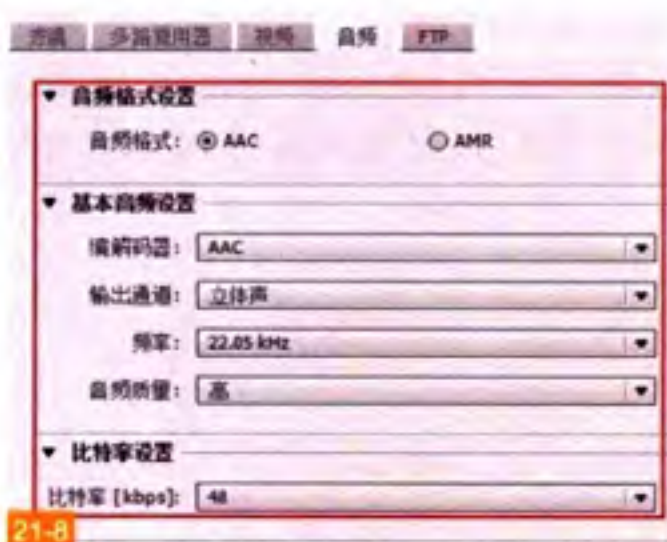 滤镜 多路复用器 视频 音频 FTP
音频格式设置
音频格式: AAC AMR
基本音频设置
编解码器: AAC
输出通道: 立体声
频率: 22.05 kHz
音频质量: 高
比特率设置
比特率 [kbps]: 48
21-8